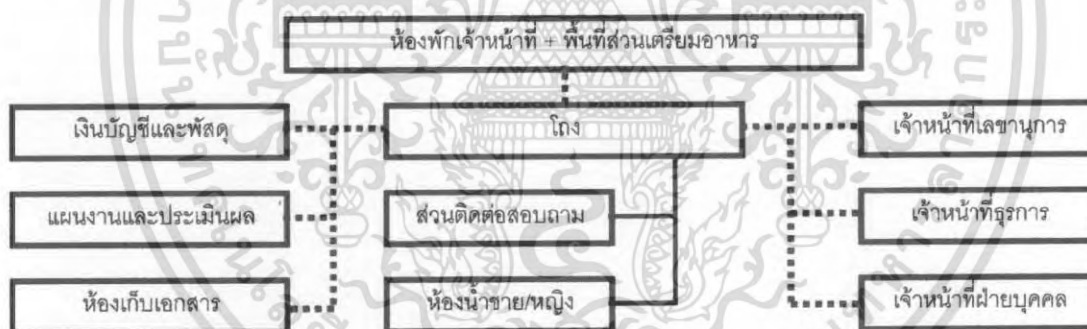 ห้องพักเจ้าหน้าที่ + พื้นที่ส่วนเตรียมอาหาร
เงินบัญชีและพัสดุ
โถง
เจ้าหน้าที่เลขานุการ
แผนงานและประเมินผล
ส่วนติดต่อสอบถาม
เจ้าหน้าที่ธุรการ
ห้องเก็บเอกสาร
ห้องน้ำชาย/หญิง
เจ้าหน้าที่ฝ่ายบุคคล